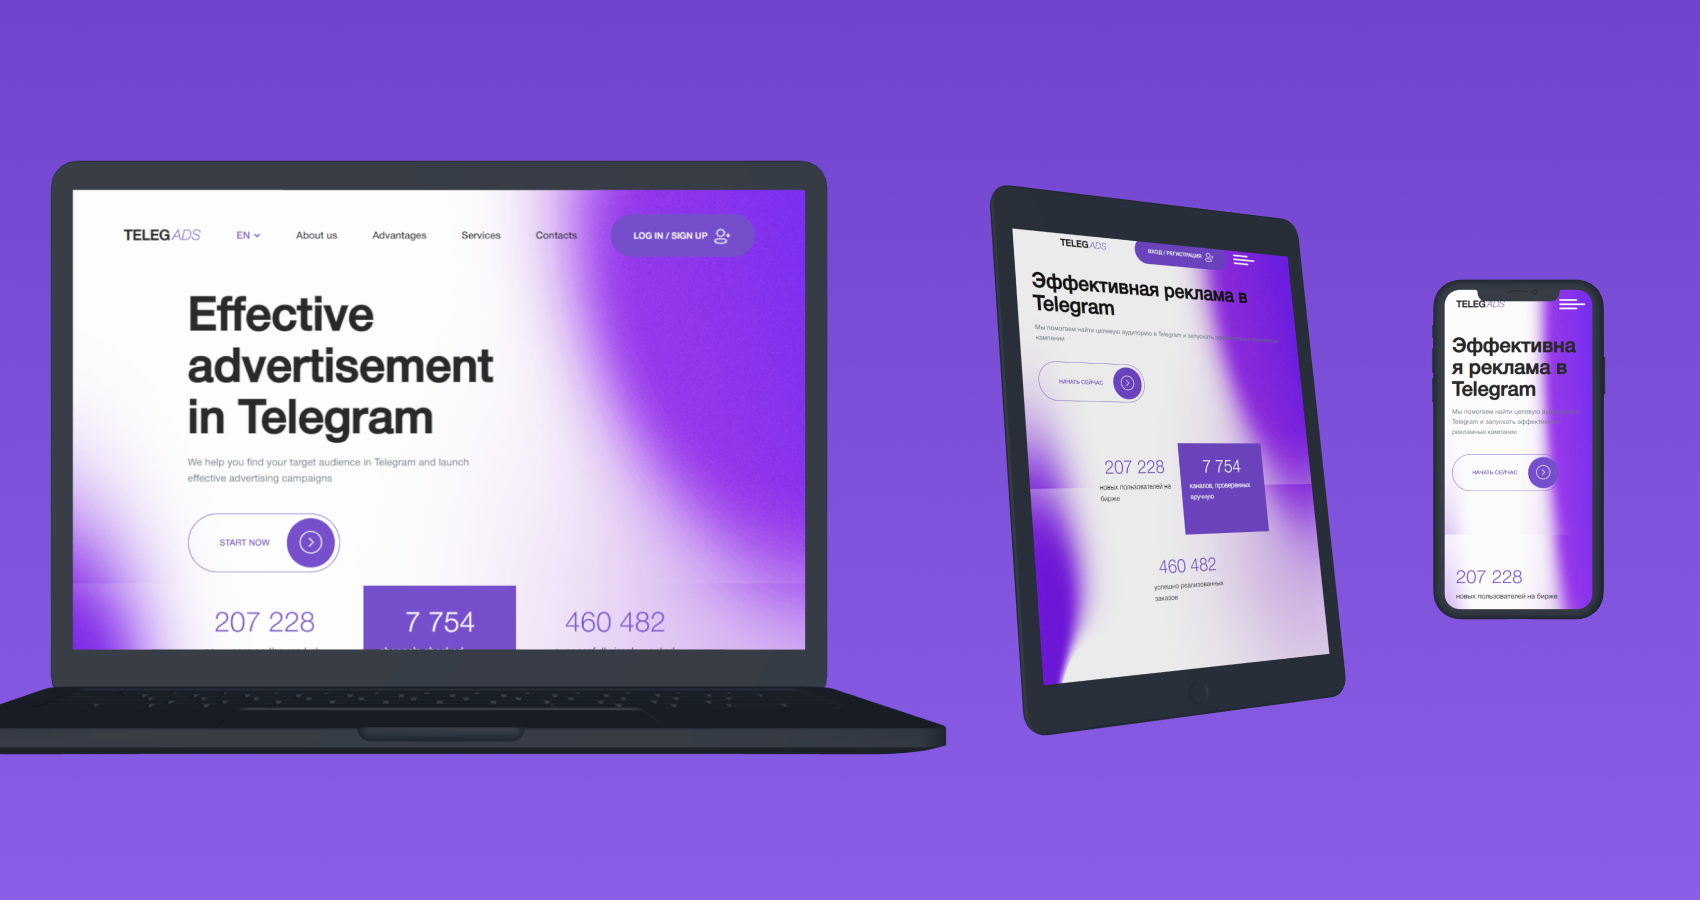 TELEGADS
EN
About us
Advantages
Services
Contacts
LOG IN / SIGN UP
Effective
advertisement
in Telegram
We help you find your target audience in Telegram and launch
effective advertising campaigns
START NOW
207 228
7 754
460 482
TELEGADS
ВХОД / РЕГИСТРАЦИЯ
Эффективная реклама в
Telegram
Мы помогаем найти целевую аудиторию в Telegram и запускать
кампании
НАЧАТЬ СЕЙЧАС
207 228
новых пользователей на
бирже
7 754
каналов, проверенных
вручную
460 482
успешно реализованных
заказов
TELEGADS
Эффективна
я реклама в
Telegram
Мы помогаем найти целевую аудиторию в
Telegram и запускать эффективные
рекламные кампании
НАЧАТЬ СЕЙЧАС
207 228
новых пользователей на бирже